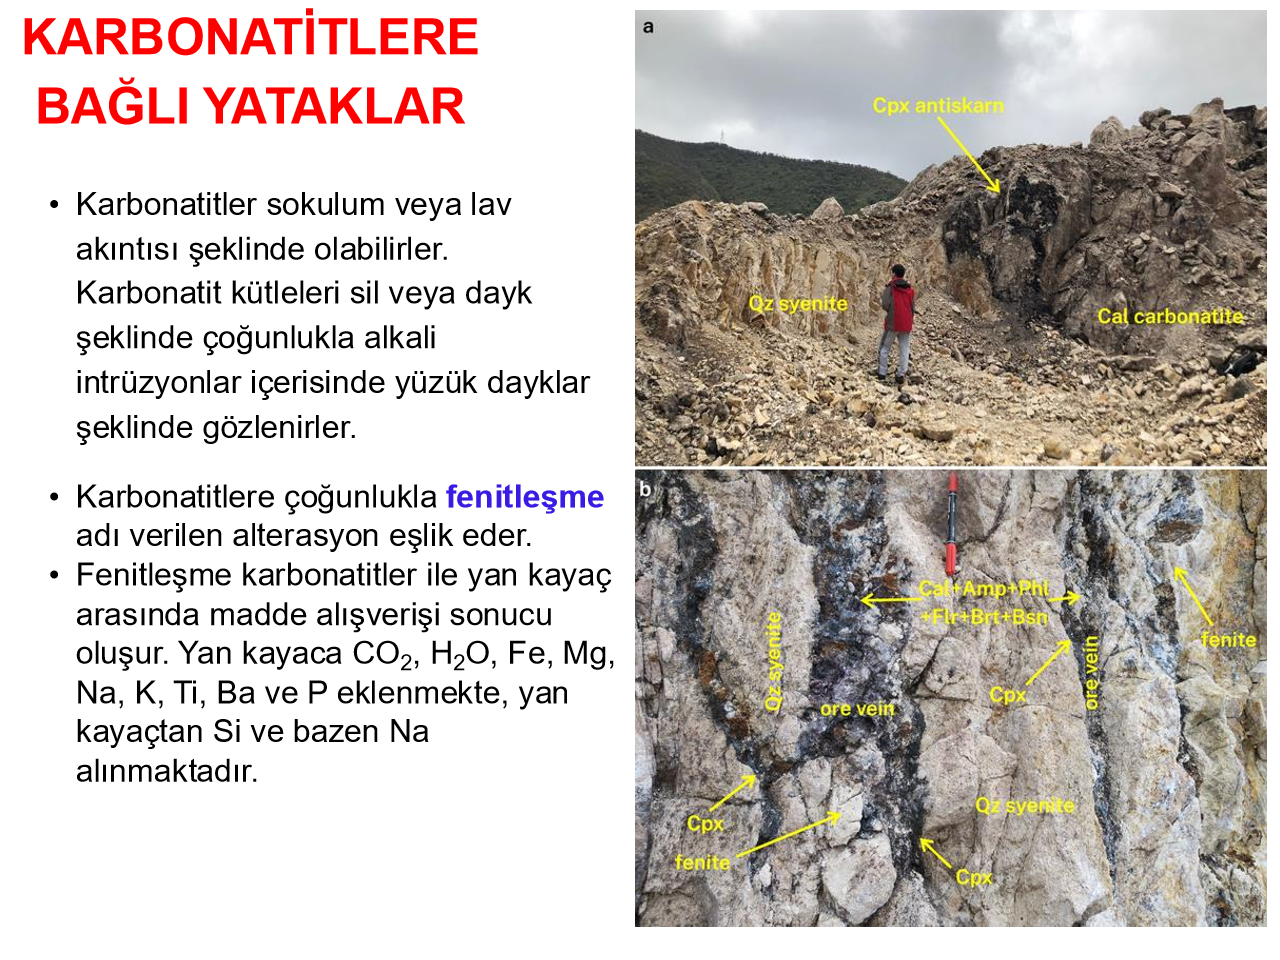 KARBONATİTLERE
BAĞLI YATAKLAR
• Karbonatitler sokulum veya lav
akıntısı şeklinde olabilirler.
Karbonatit kütleleri sil veya dayk
şeklinde çoğunlukla alkali
intrüzyonlar içerisinde yüzük dayklar
şeklinde gözlenirler.
• Karbonatitlere çoğunlukla fenitleşme
adı verilen alterasyon eşlik eder.
• Fenitleşme karbonatitler ile yan kayaç
arasında madde alışverişi sonucu
oluşur. Yan kayaca CO₂, H₂O, Fe, Mg,
Na, K, Ti, Ba ve P eklenmekte, yan
kayaçtan Si ve bazen Na
alınmaktadır.
a
Cpx antiskarn
Qz syenite
Cal carbonatite
b
Cal+Amp+Phl
+Flr+Brt+Bsn
Qz syenite
fenite
ore vein
Cpx
ore vein
Qz syenite
Cpx
fenite
Cpx